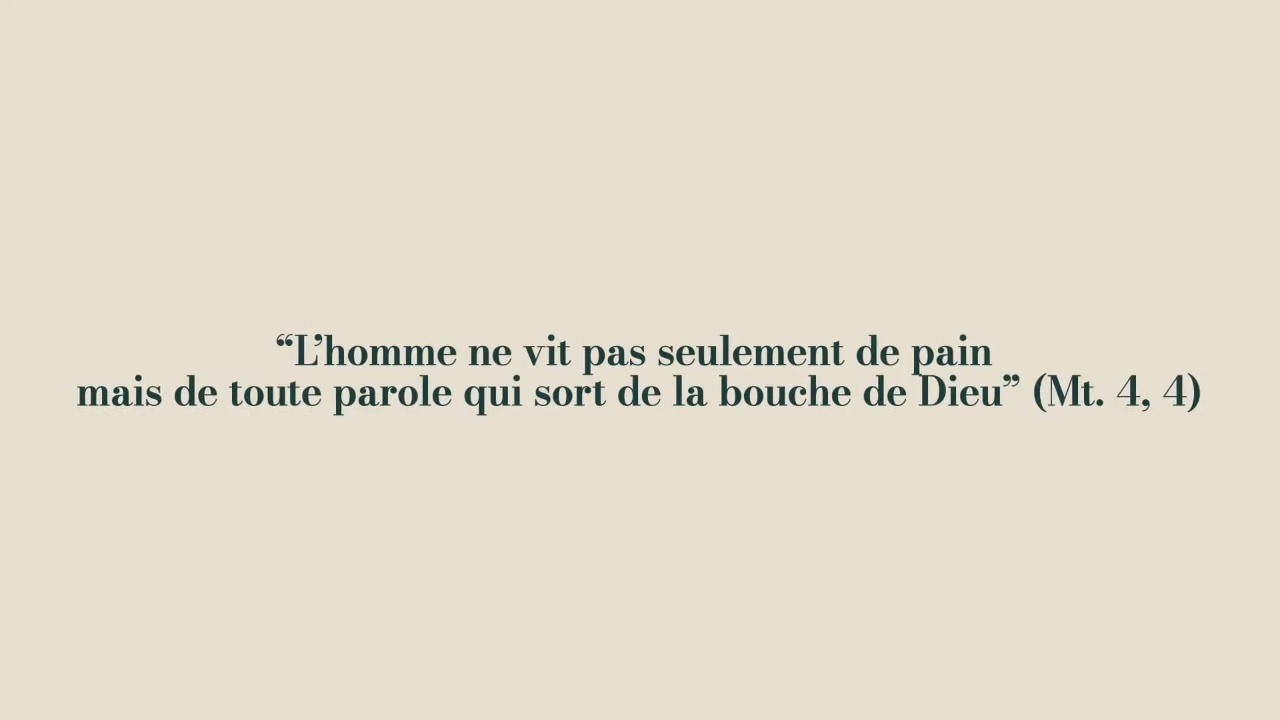 “L’homme ne vit pas seulement de pain
mais de toute parole qui sort de la bouche de Dieu” (Mt. 4, 4)